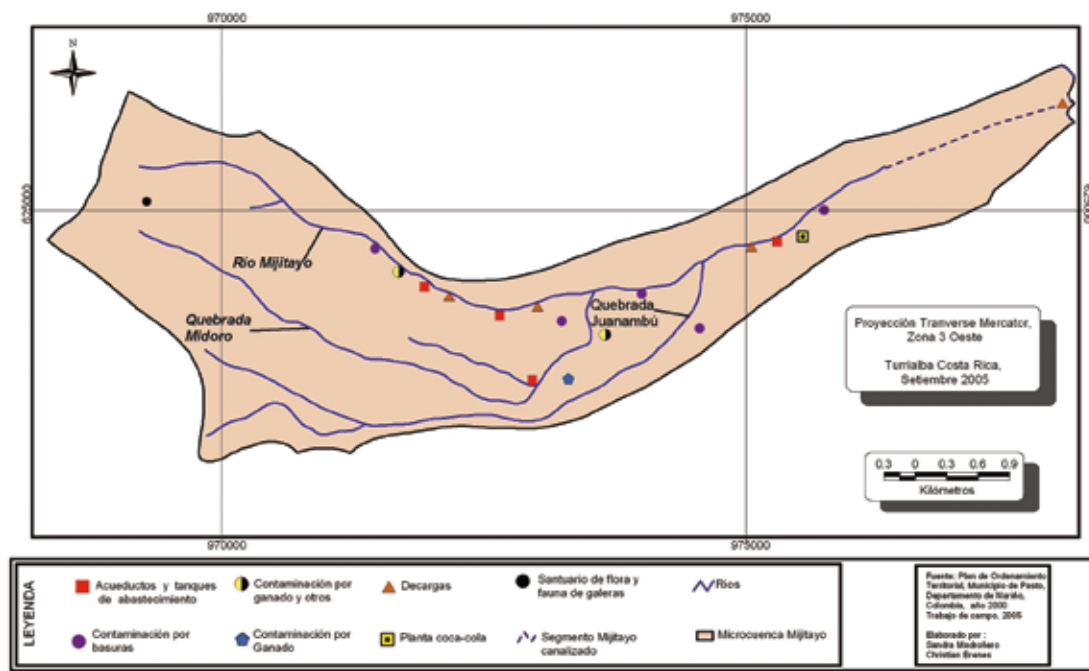 970000
975000
N
625000
625000
Río Mijitayo
Quebrada
Midoro
Quebrada
Juanambú
Proyección Tranverse Mercator,
Zona 3 Oeste
Turrialba Costa Rica,
Setiembre 2005
0.3 0 0.3 0.6 0.9
Kilómetros
970000
975000
LEYENDA
Acueductos y tanques
de abastecimiento
Contaminación por
ganado y otros
Decargas
Santuario de flora y
fauna de galeras
Ríos
Contaminación por
basuras
Contaminación por
Ganado
Planta coca-cola
Segmento Mijitayo
canalizado
Microcuenca Mijitayo
Fuente: Plan de Ordenamiento
Territorial, Municipio de Pasto,
Departamento de Nariño,
Colombia, año 2000
Trabajo de campo, 2005
Elaborado por :
Sandra Madroñero
Christian Brenes